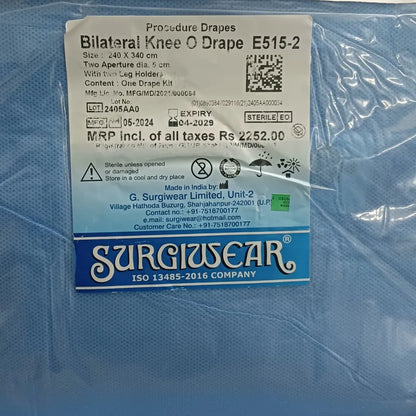 Procedure Drapes
Bilateral Knee O Drape E515-2
Size : 240 X 340 cm
Two Aperture dia. 5 cm
With two Leg Holders
Content : One Drape Kit
Mfg Lic. No. MFG/MD/2021/000084
Lot No.
LOT 2405AA0
05-2024
EXPIRY
04-2029
STERILE EO
MRP incl. of all taxes Rs 2252.00
Sterile unless opened
or damaged
Store in a cool and dry place
Made in India by:
G. Surgiwear Limited, Unit-2
Village Hathoda Buzurg, Shahjahanpur-242001 (U.P.)
Contact no.: +91-7518700177
e.mail: surgiwear@hotmail.com
Customer Care No.: +91-7518700177
SURGIWEAR®
ISO 13485-2016 COMPANY